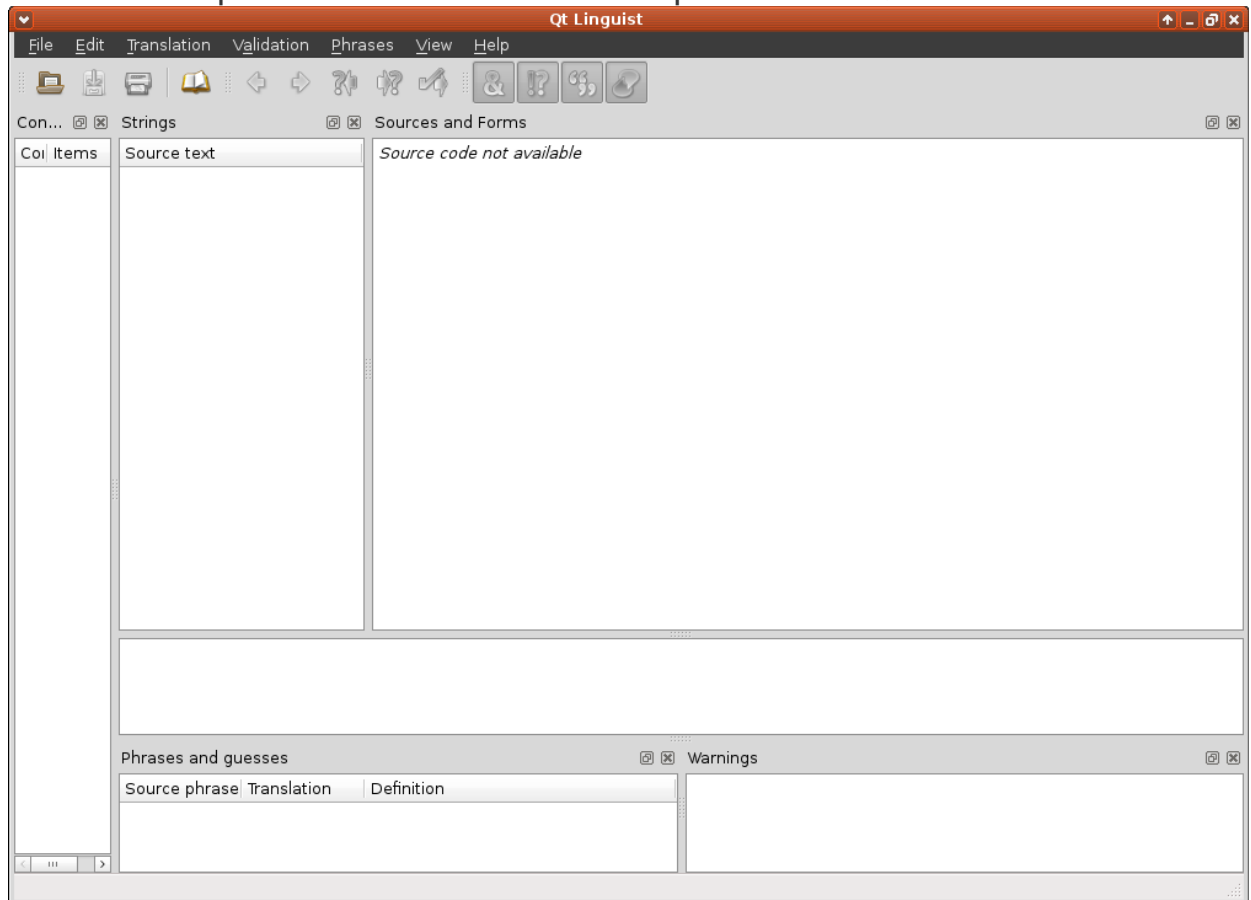 Qt Linguist
File Edit Translation Validation Phrases View Help
Con... Strings Sources and Forms
Items Source text Source code not available
Phrases and guesses Warnings
Source phrase Translation Definition